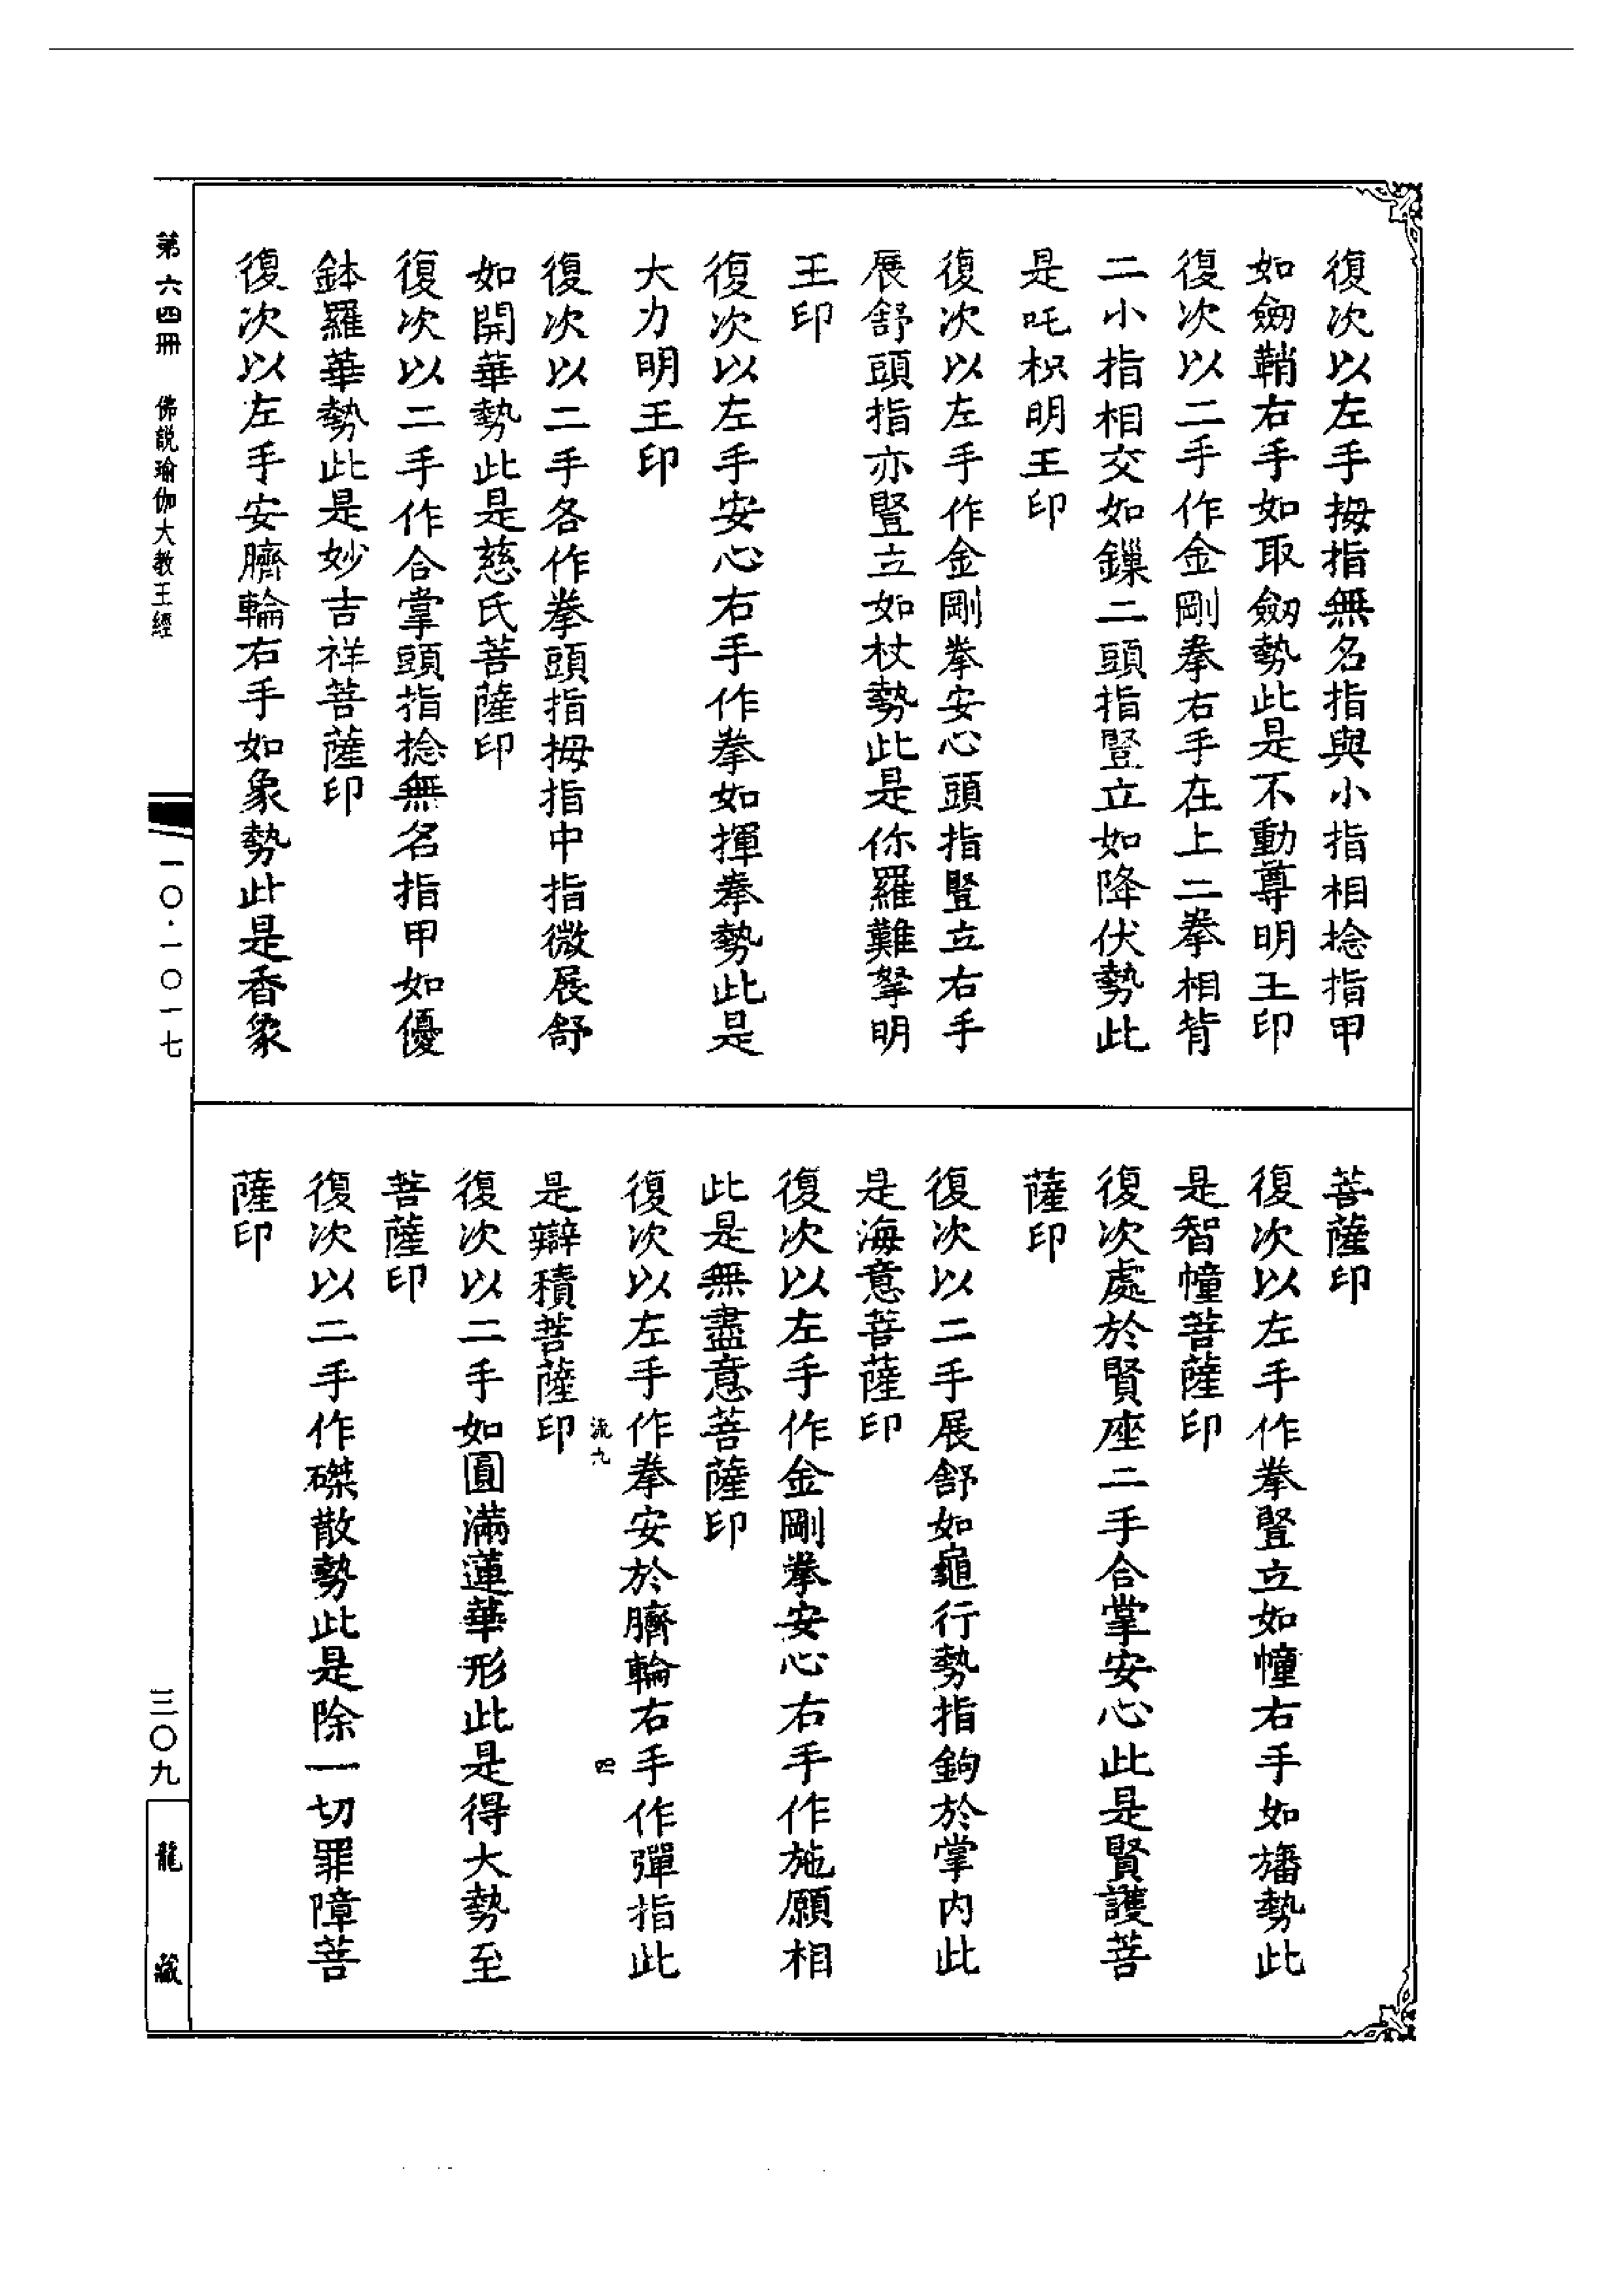 復次以左手拇指無名指與小指相捻指甲
如劒鞘右手如取劒勢此是不動尊明王印
復次以二手作金剛拳右手在上二拳相背
二小指相交如鏁二頭指豎立如降伏勢此
是吒枳明王印
復次以左手作金剛拳安心頭指豎立右手
展舒頭指亦豎立如杖勢此是你羅難拏明
王印
復次以左手安心右手作拳如揮拳勢此是
大力明王印
復次以二手各作拳頭指拇指中指微展舒
如開華勢此是慈氏菩薩印
復次以二手作合掌頭指捻無名指甲如優
鉢羅華勢此是妙吉祥菩薩印
復次以左手安臍輪右手如象勢此是香象
菩薩印
復次以左手作拳豎立如幢右手如旛勢此
是智幢菩薩印
復次處於賢座二手合掌安心此是賢護菩
薩印
復次以二手展舒如龜行勢指鉤於掌內此
是海意菩薩印
復次以左手作金剛拳安心右手作施願相
此是無盡意菩薩印
復次以左手作拳安於臍輪右手作彈指此
流九 四
是辯積菩薩印
復次以二手如圓滿蓮華形此是得大勢至
菩薩印
復次以二手作磔散勢此是除一切罪障菩
薩印
第六四冊 佛説瑜伽大教王經
一〇·一〇一七
三〇九
龍藏